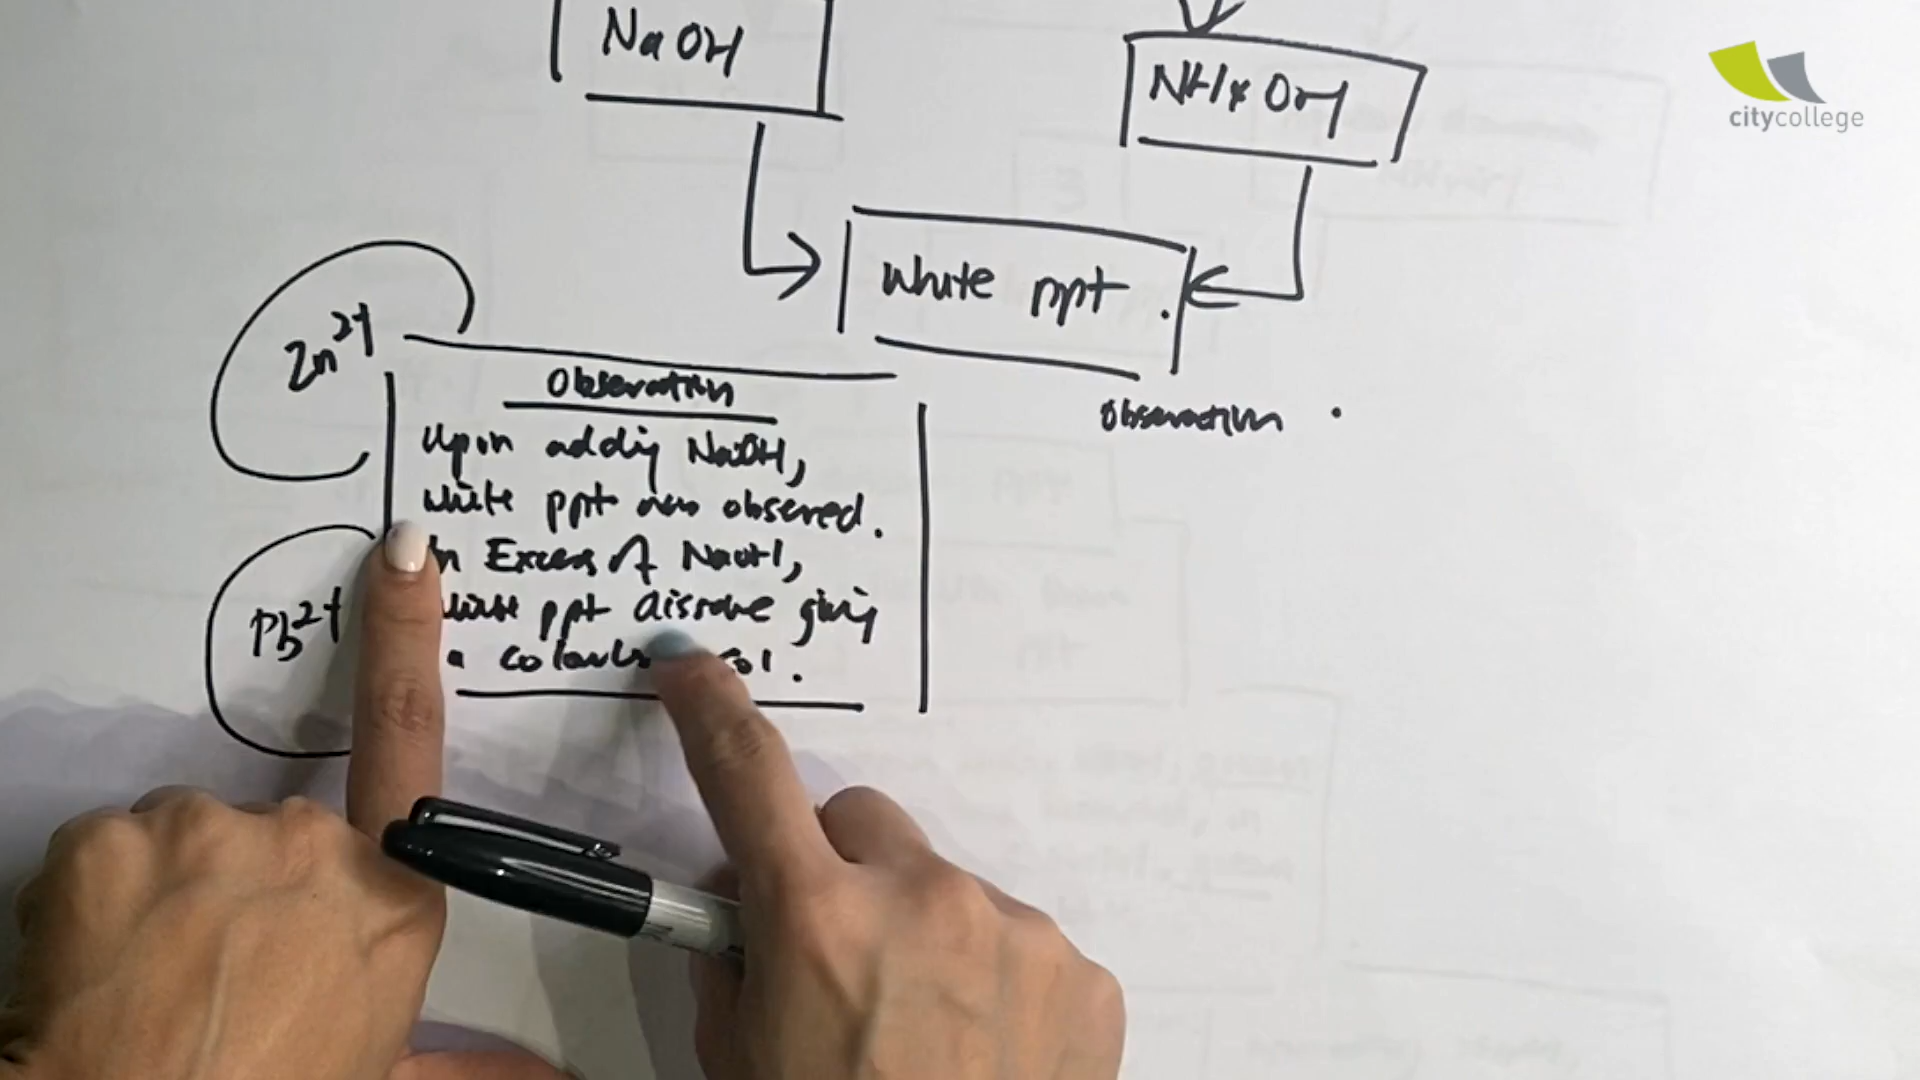 NaOH
NH4OH
citycollege
White ppt.
Zn2+
Observation
Upon adding NaOH,
white ppt was observed.
In Excess of NaOH,
white ppt dissolve giving
a colourless sol.
Pb2+
Observation .